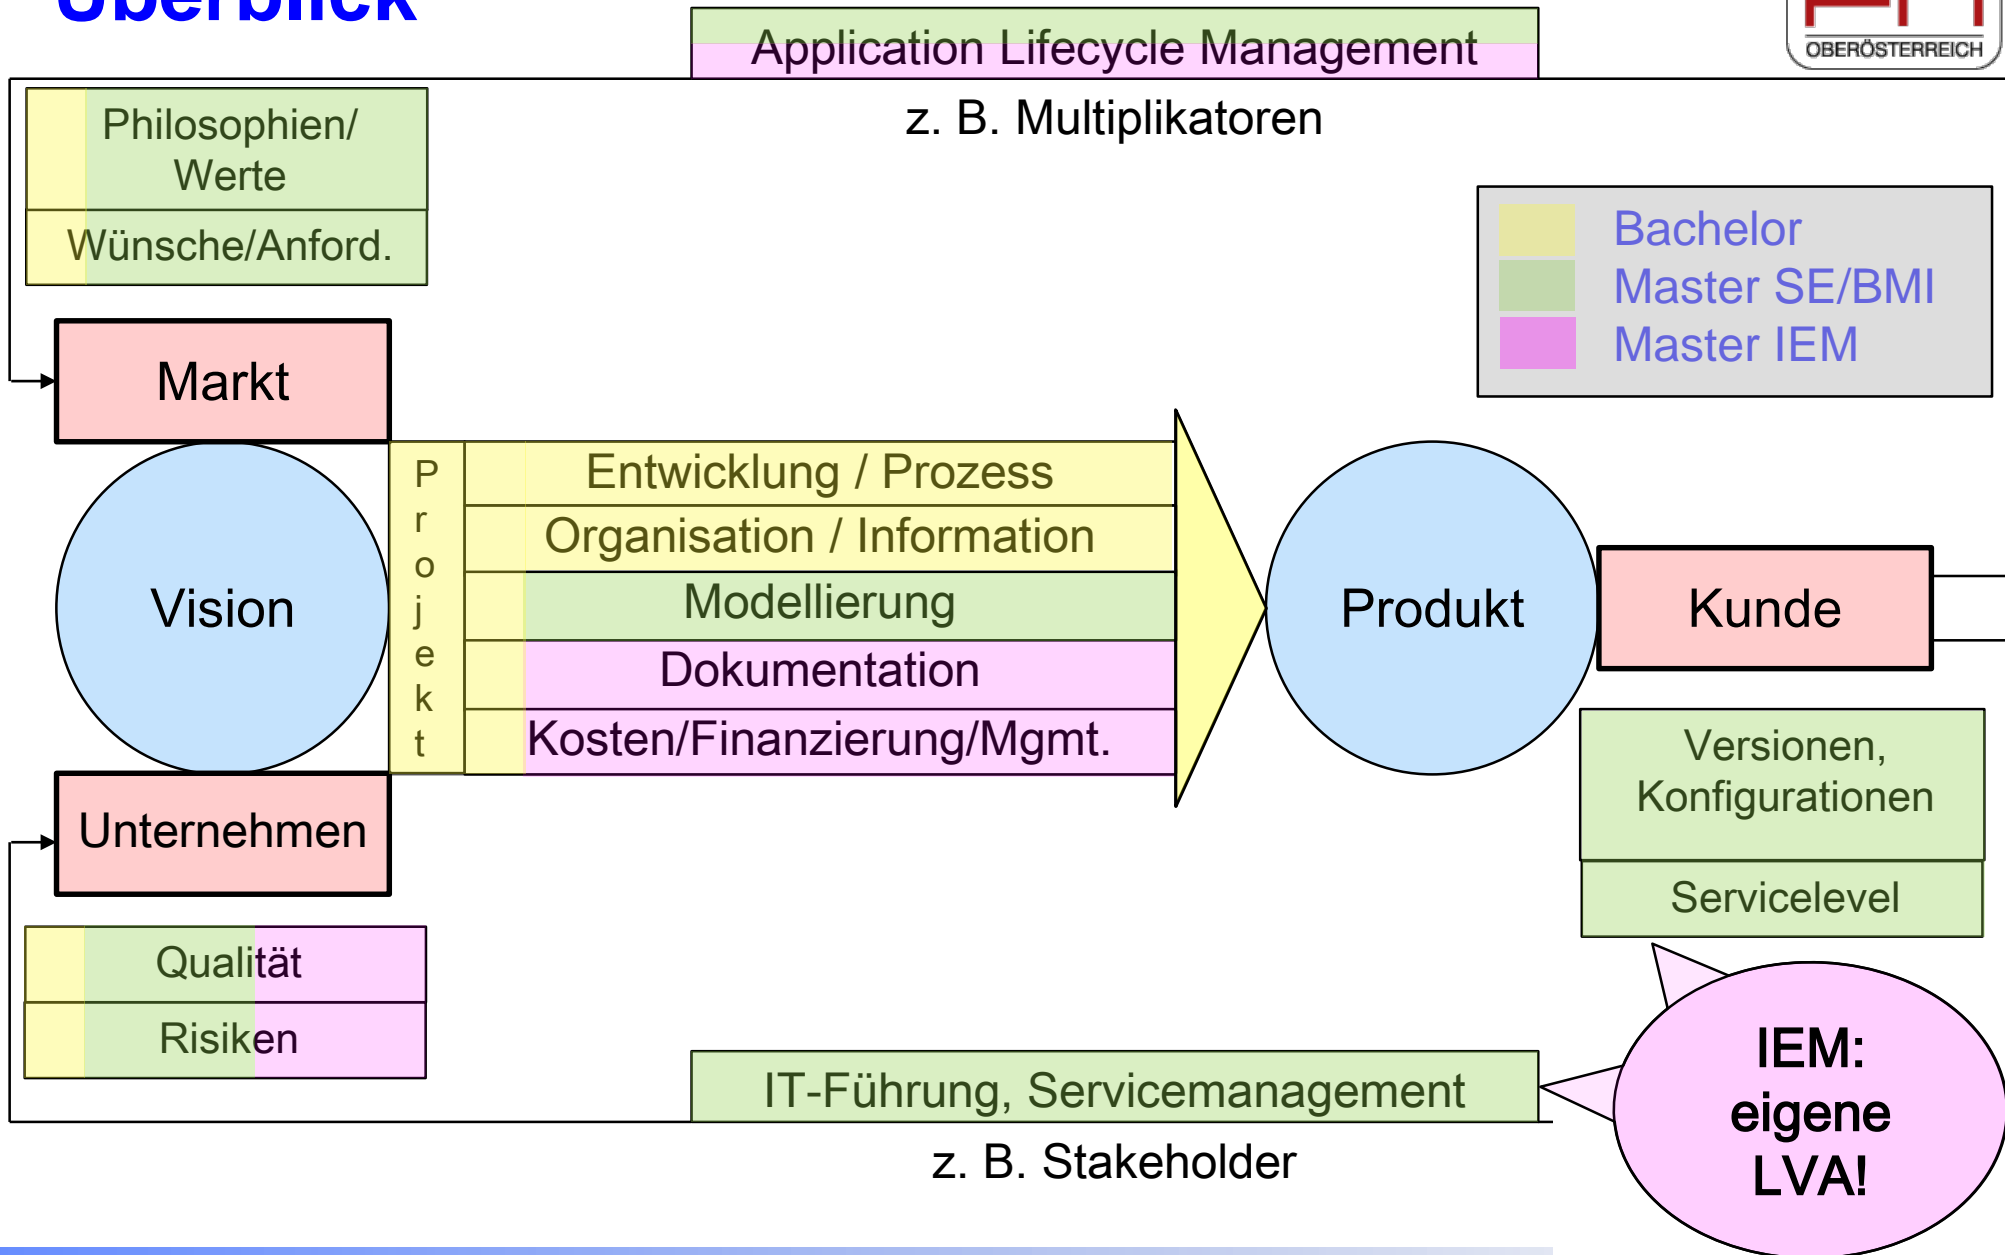 Überblick
Application Lifecycle Management
OBERÖSTERREICH
z. B. Multiplikatoren
Philosophien/
Werte
Wünsche/Anford.
Bachelor
Master SE/BMI
Master IEM
Markt
Vision
Unternehmen
Projekt
Entwicklung / Prozess
Organisation / Information
Modellierung
Dokumentation
Kosten/Finanzierung/Mgmt.
Produkt
Kunde
Versionen,
Konfigurationen
Servicelevel
Qualität
Risiken
IT-Führung, Servicemanagement
z. B. Stakeholder
IEM:
eigene
LVA!